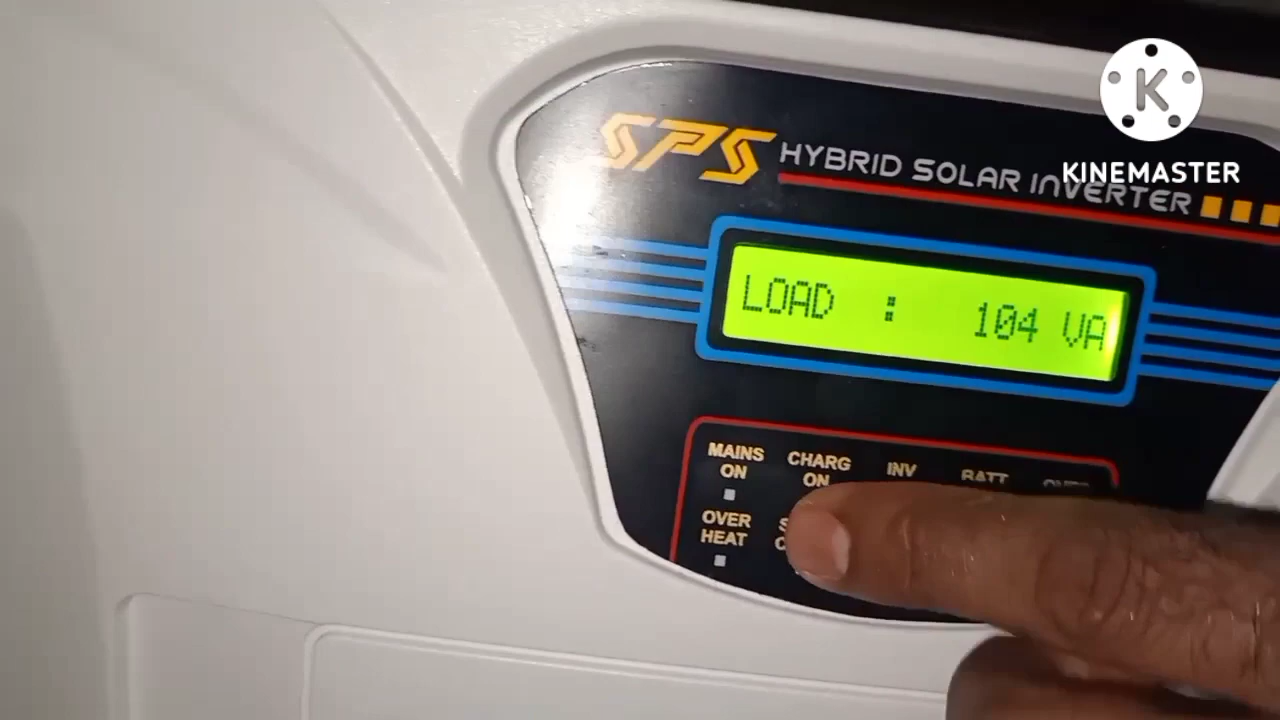 SPS HYBRID SOLAR INVERTER
KINEMASTER
LOAD : 104 VA
MAINS ON
CHARG ON
INV
BATT
OVER HEAT